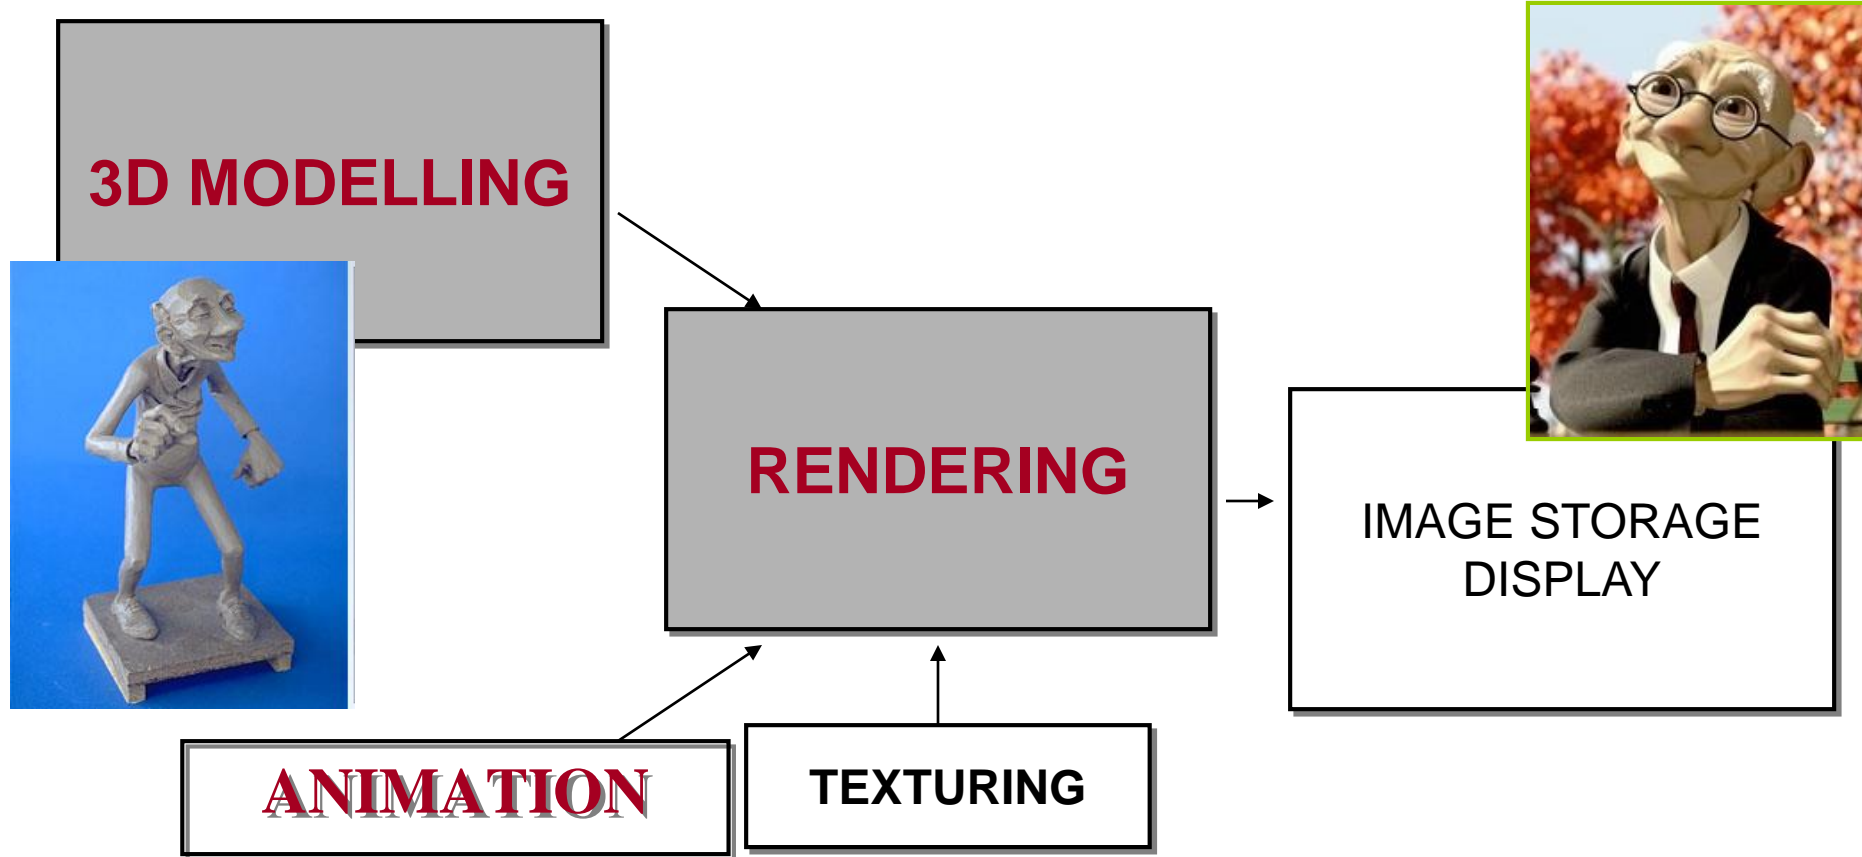 3D MODELLING
RENDERING
IMAGE STORAGE
DISPLAY
ANIMATION
TEXTURING